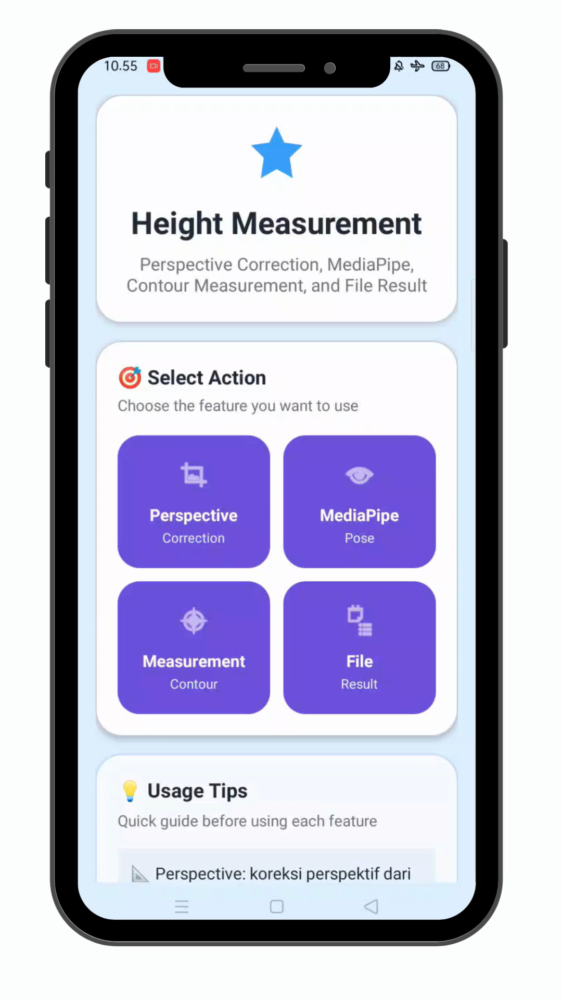 10.55
68
Height Measurement
Perspective Correction, MediaPipe,
Contour Measurement, and File Result
Select Action
Choose the feature you want to use
Perspective
Correction
MediaPipe
Pose
Measurement
Contour
File
Result
Usage Tips
Quick guide before using each feature
Perspective: koreksi perspektif dari